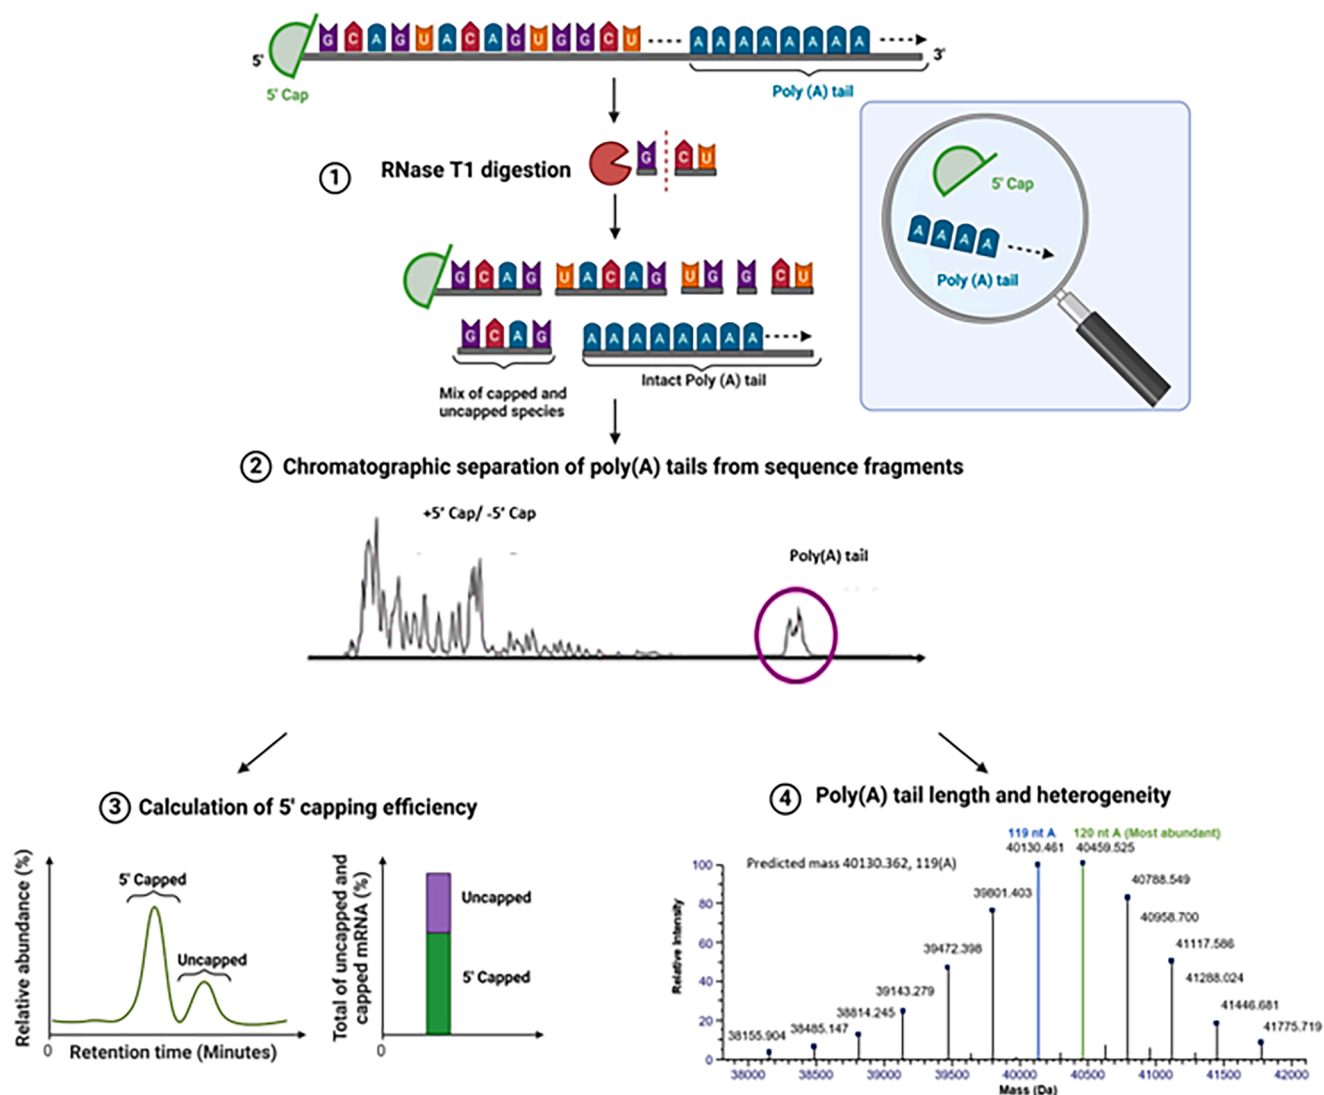 G C A G U A C A G U G G C U
A A A A A A A A
5'
3'
5' Cap
Poly (A) tail
1
RNase T1 digestion
G C U
5' Cap
A A A A
Poly (A) tail
G C A G U A C A G U G G C U
G C A G A A A A A A A A
Mix of capped and
uncapped species
Intact Poly (A) tail
2 Chromatographic separation of poly(A) tails from sequence fragments
+5' Cap/ -5' Cap
Poly(A) tail
3 Calculation of 5' capping efficiency
Relative abundance (%)
5' Capped
Uncapped
0
Retention time (Minutes)
Total of uncapped and
capped mRNA (%)
Uncapped
5' Capped
0
4 Poly(A) tail length and heterogeneity
119 nt A
120 nt A (Most abundant)
40130.461
40459.525
Predicted mass 40130.362, 119(A)
39801.403
40788.549
40958.700
39472.398
41117.586
41288.024
39143.279
38814.245
41446.681
38485.147
38155.904
41775.719
Relative Intensity
100
80
60
40
20
0
38000 38500 39000 39500 40000 40500 41000 41500 42000
Mass (Da)